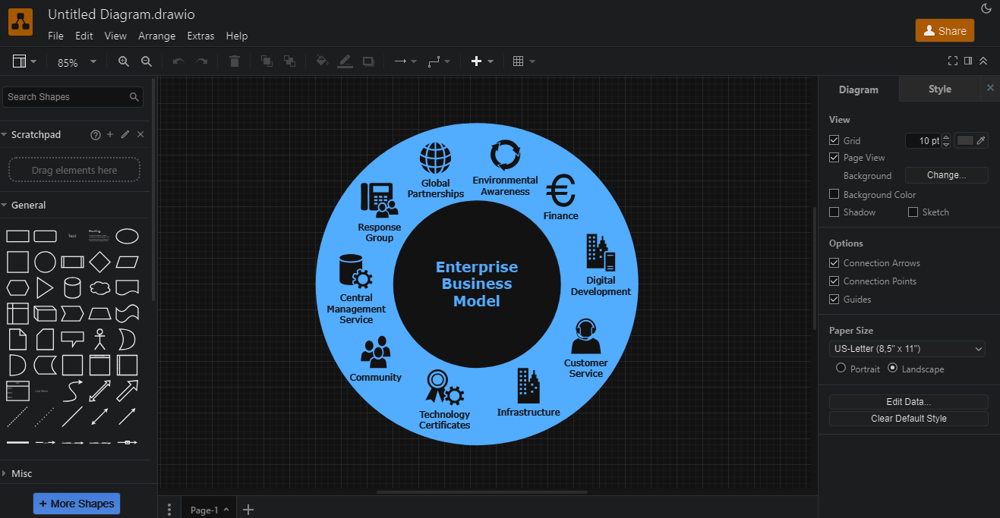 Untitled Diagram.drawio
File Edit View Arrange Extras Help
Share
85%
Search Shapes
Scratchpad
Drag elements here
General
Text
Heading
List Item
Misc
+ More Shapes
Global
Partnerships
Environmental
Awareness
Finance
Response
Group
Digital
Development
Central
Management
Service
Enterprise
Business
Model
Customer
Service
Community
Infrastructure
Technology
Certificates
Page-1
Diagram Style
View
Grid 10 pt
Page View
Background Change...
Background Color
Shadow Sketch
Options
Connection Arrows
Connection Points
Guides
Paper Size
US-Letter (8,5" x 11")
Portrait Landscape
Edit Data...
Clear Default Style